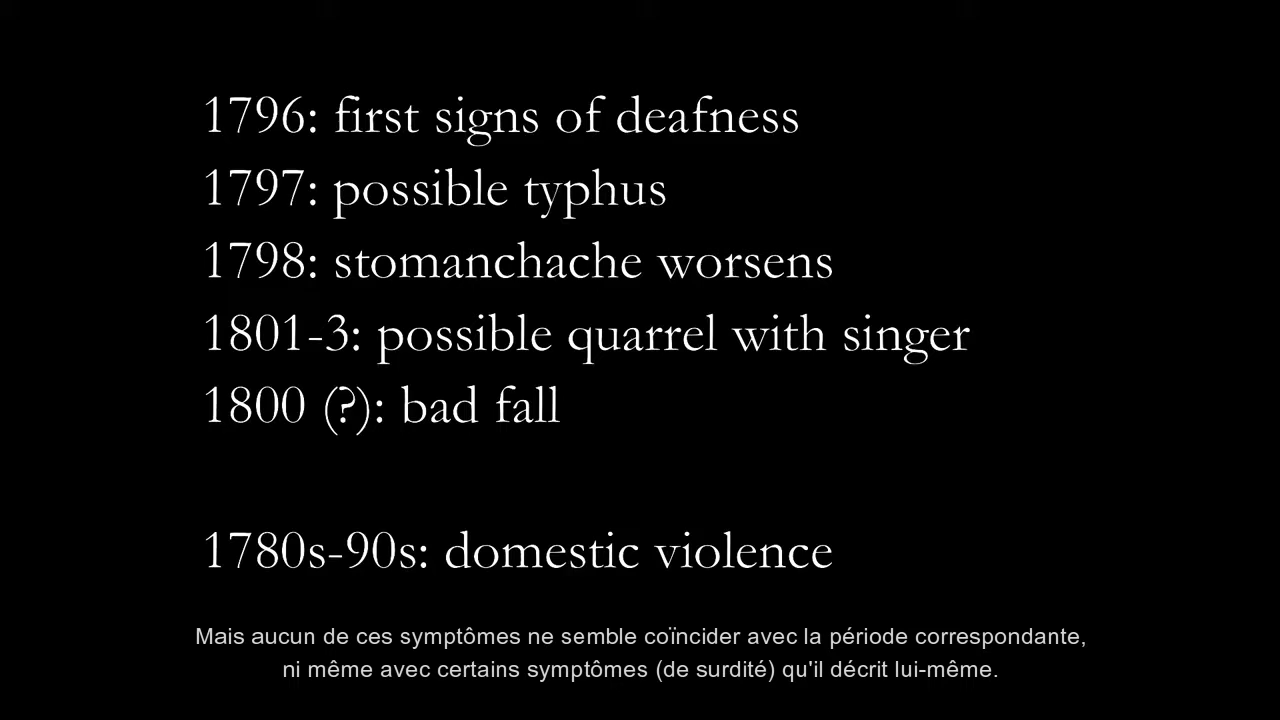 1796: first signs of deafness
1797: possible typhus
1798: stomanchache worsens
1801-3: possible quarrel with singer
1800 (?): bad fall
1780s-90s: domestic violence
Mais aucun de ces symptômes ne semble coïncider avec la période correspondante,
ni même avec certains symptômes (de surdité) qu'il décrit lui-même.